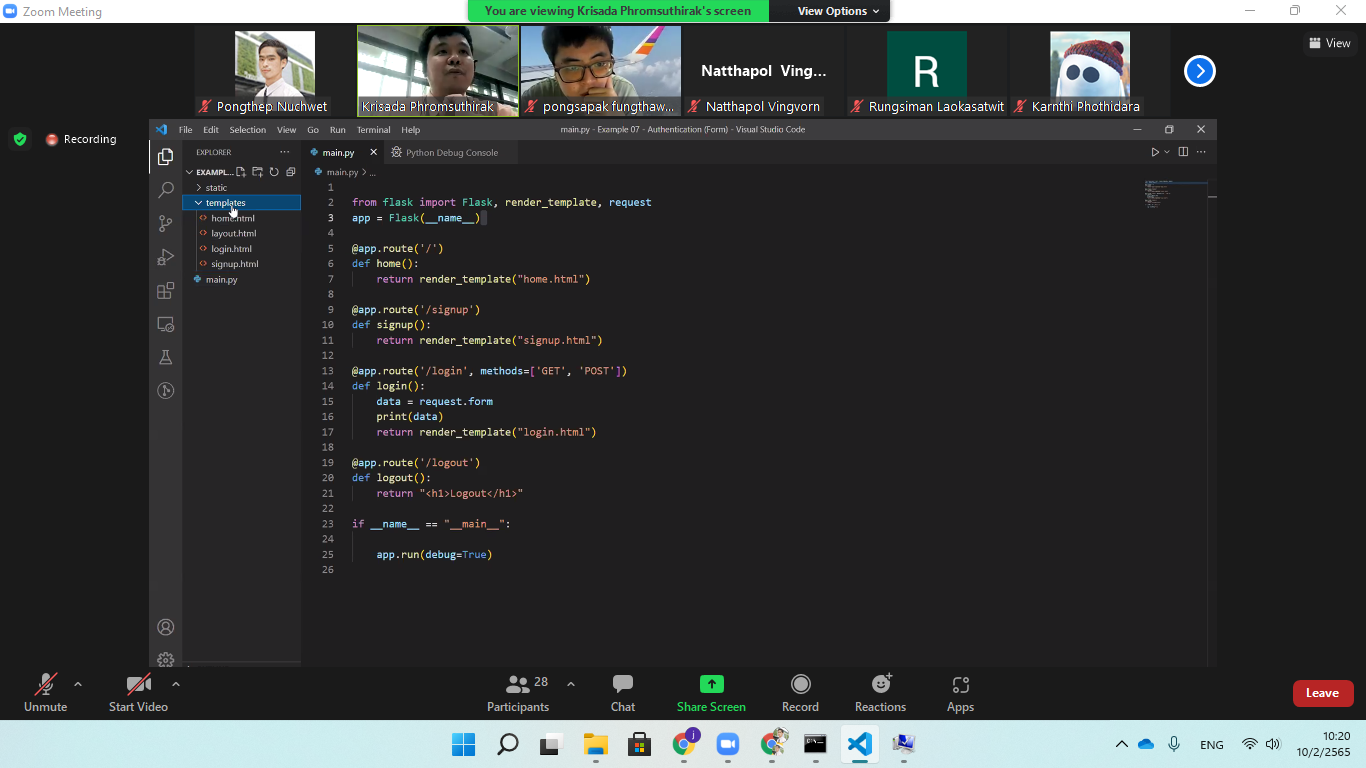 Zoom Meeting
You are viewing Krisada Phromsuthirak's screen
View Options
View
Natthapol Ving...
R
Pongthep Nuchwet
Krisada Phromsuthirak
pongsapak fungthaw...
Natthapol Vingvorn
Rungsiman Laokasatwit
Karnthi Phothidara
Recording
File Edit Selection View Go Run Terminal Help
main.py - Example 07 - Authentication (Form) - Visual Studio Code
EXPLORER ...
main.py
Python Debug Console
EXAMPL...
main.py > ...
static
templates
home.html
layout.html
login.html
signup.html
main.py
1
2 from flask import Flask, render_template, request
3 app = Flask(__name__)
4
5 @app.route('/')
6 def home():
7 return render_template("home.html")
8
9 @app.route('/signup')
10 def signup():
11 return render_template("signup.html")
12
13 @app.route('/login', methods=['GET', 'POST'])
14 def login():
15 data = request.form
16 print(data)
17 return render_template("login.html")
18
19 @app.route('/logout')
20 def logout():
21 return "<h1>Logout</h1>"
22
23 if __name__ == "__main__":
24
25 app.run(debug=True)
26
Unmute
Start Video
28
Participants
Chat
Share Screen
Record
Reactions
Apps
Leave
j
ENG
10:20
10/2/2565